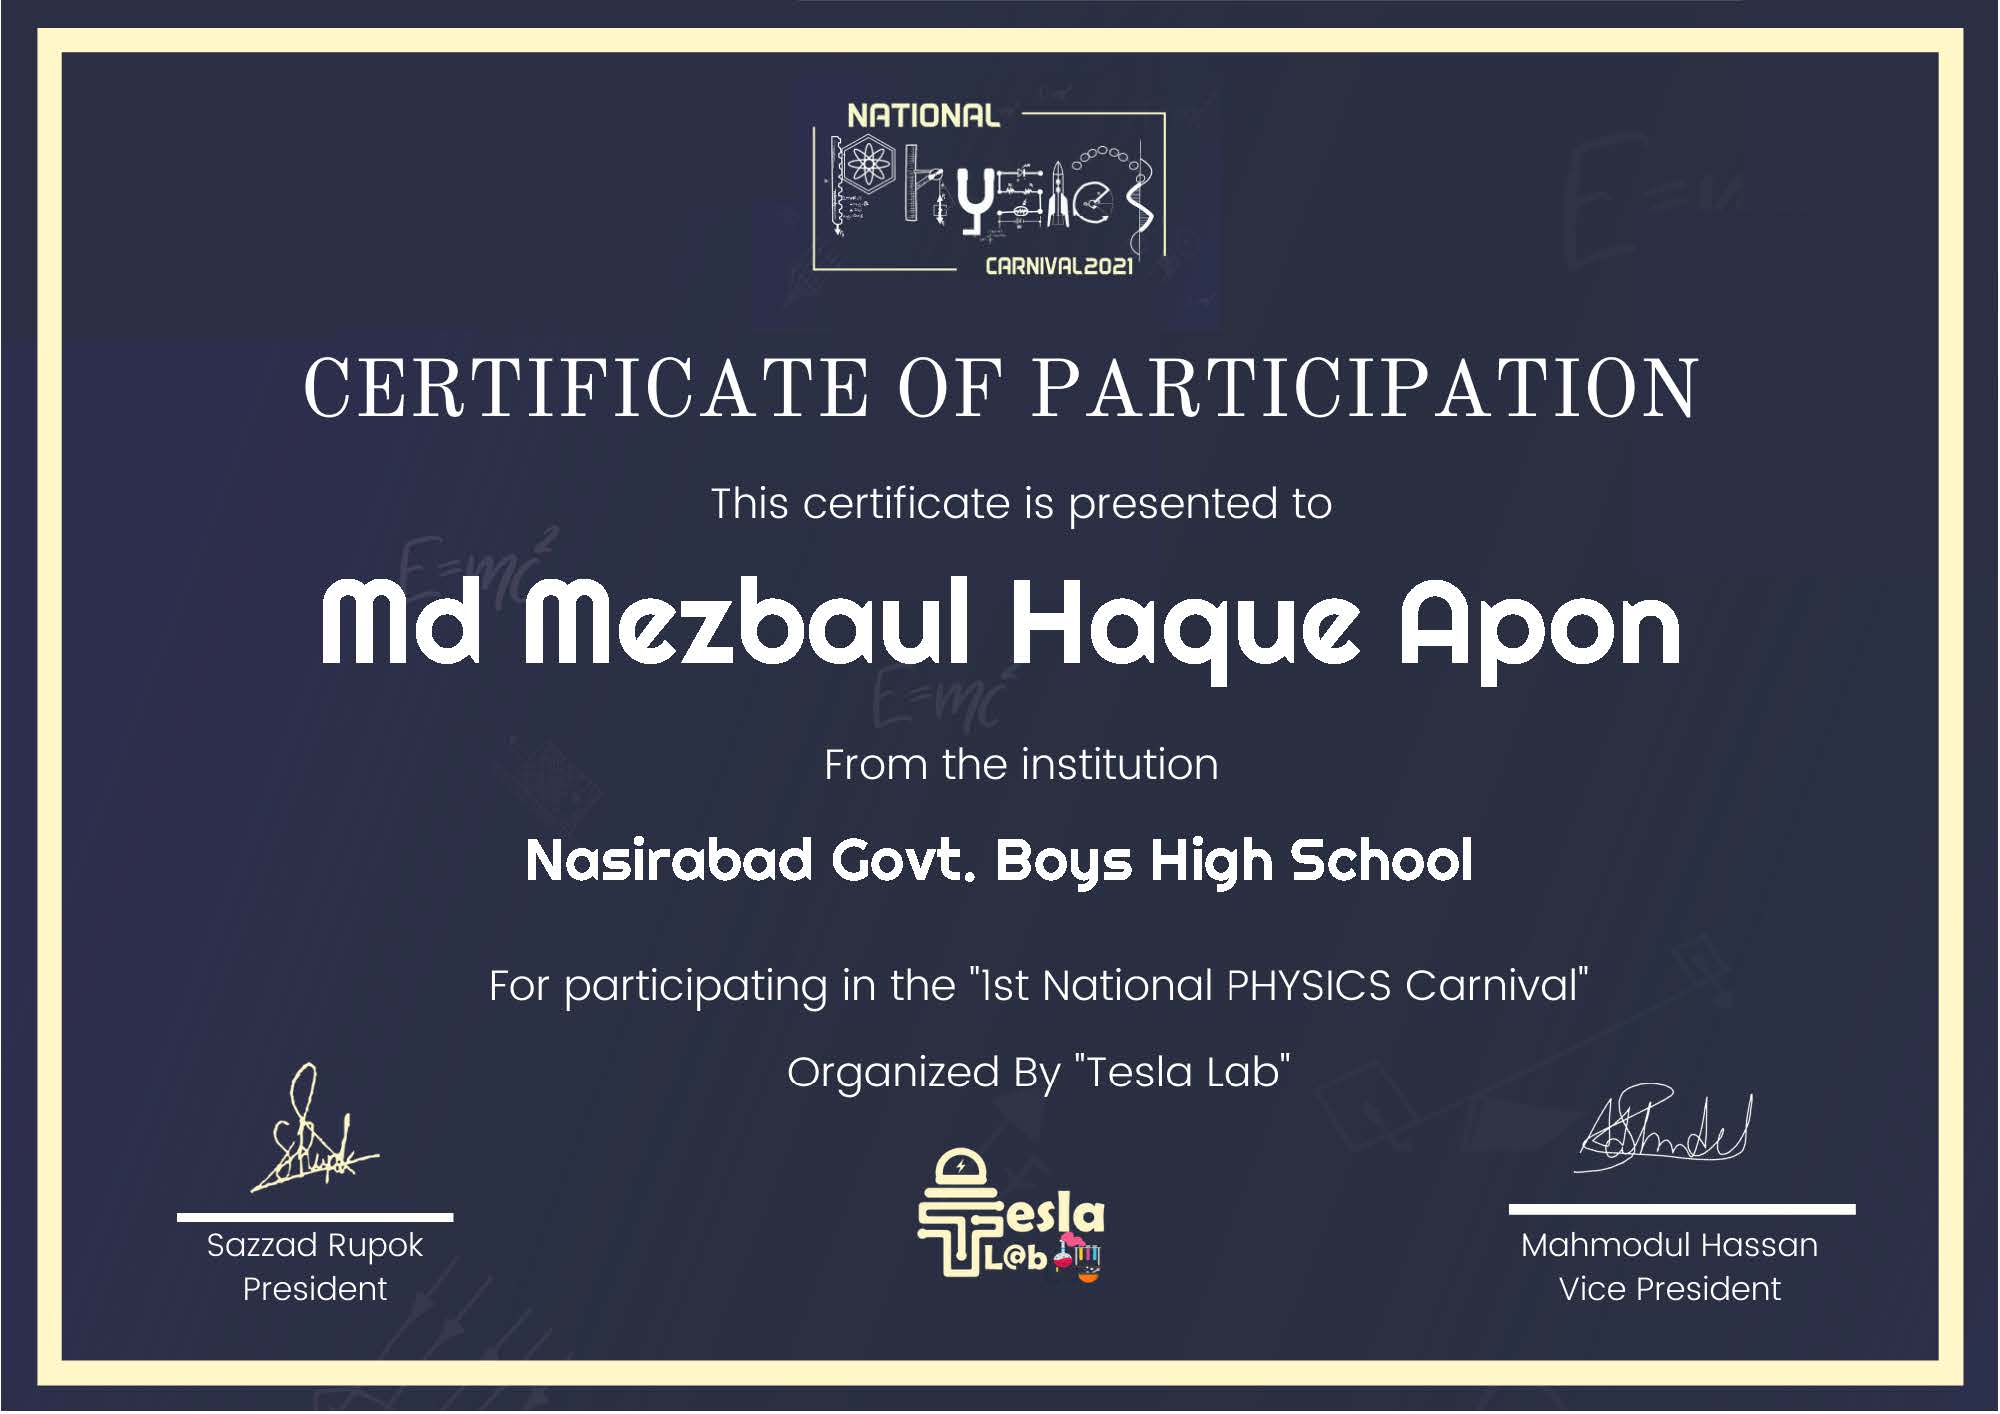 NATIONAL
Physics
CARNIVAL2021
CERTIFICATE OF PARTICIPATION
This certificate is presented to
E=mc²
Md Mezbaul Haque Apon
E=mc²
From the institution
Nasirabad Govt. Boys High School
For participating in the "1st National PHYSICS Carnival"
Organized By "Tesla Lab"
Tesla
L@b
Sazzad Rupok
President
Mahmodul Hassan
Vice President